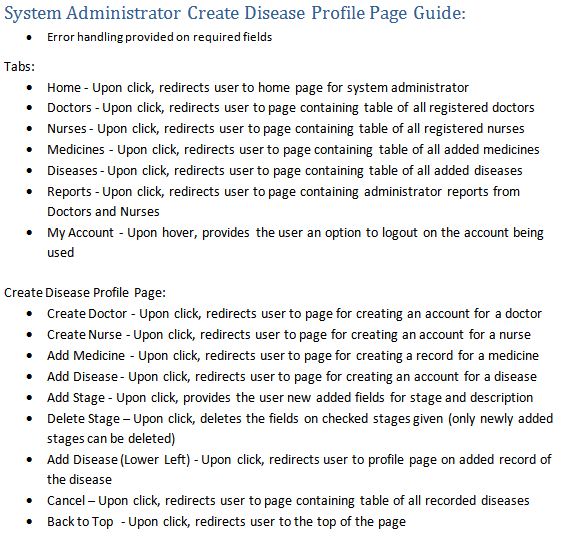 System Administrator Create Disease Profile Page Guide:
• Error handling provided on required fields
Tabs:
• Home - Upon click, redirects user to home page for system administrator
• Doctors - Upon click, redirects user to page containing table of all registered doctors
• Nurses - Upon click, redirects user to page containing table of all registered nurses
• Medicines - Upon click, redirects user to page containing table of all added medicines
• Diseases - Upon click, redirects user to page containing table of all added diseases
• Reports - Upon click, redirects user to page containing administrator reports from
Doctors and Nurses
• My Account - Upon hover, provides the user an option to logout on the account being
used
Create Disease Profile Page:
• Create Doctor - Upon click, redirects user to page for creating an account for a doctor
• Create Nurse - Upon click, redirects user to page for creating an account for a nurse
• Add Medicine - Upon click, redirects user to page for creating a record for a medicine
• Add Disease - Upon click, redirects user to page for creating an account for a disease
• Add Stage - Upon click, provides the user new added fields for stage and description
• Delete Stage – Upon click, deletes the fields on checked stages given (only newly added
stages can be deleted)
• Add Disease (Lower Left) - Upon click, redirects user to profile page on added record of
the disease
• Cancel – Upon click, redirects user to page containing table of all recorded diseases
• Back to Top - Upon click, redirects user to the top of the page